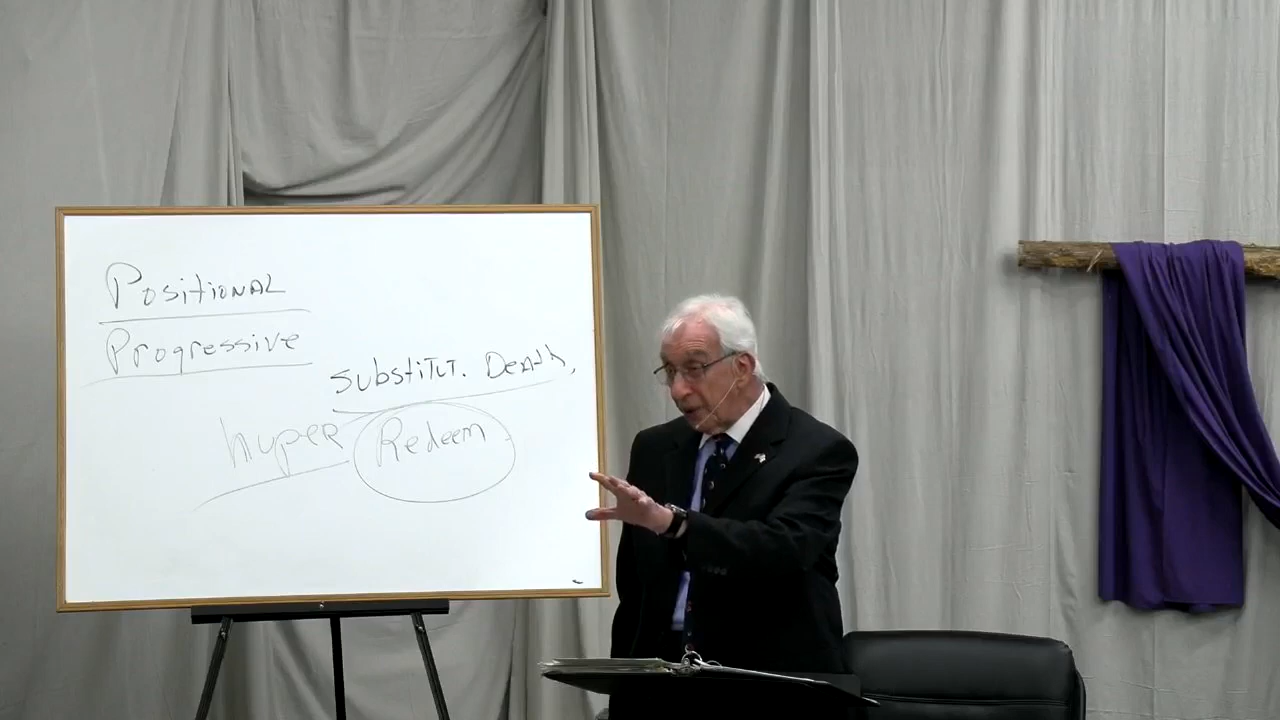 Positional
Progressive
Substitut. Death,
huper Redeem